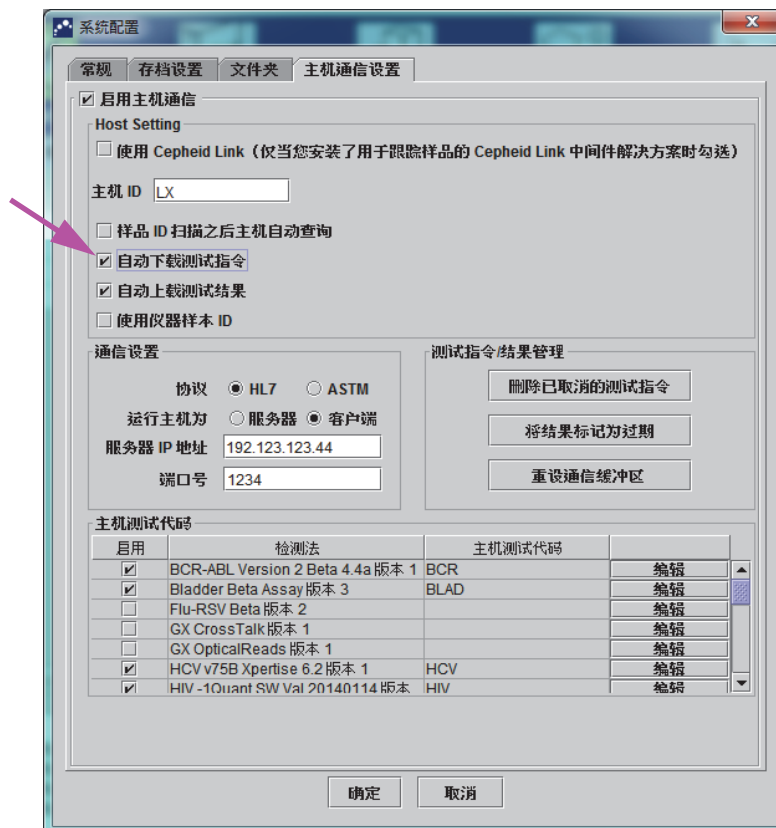 系统配置
常规 存档设置 文件夹 主机通信设置
启用主机通信
Host Setting
使用 Cepheid Link（仅当您安装了用于跟踪样品的 Cepheid Link 中间件解决方案时勾选）
主机 ID LX
样品 ID 扫描之后主机自动查询
自动下载测试指令
自动上载测试结果
使用仪器样本 ID
通信设置
协议 HL7 ASTM
运行主机为 服务器 客户端
服务器 IP 地址 192.123.123.44
端口号 1234
测试指令/结果管理
删除已取消的测试指令
将结果标记为过期
重设通信缓冲区
主机测试代码
启用 检测法 主机测试代码
BCR-ABL Version 2 Beta 4.4a 版本 1 BCR 编辑
Bladder Beta Assay 版本 3 BLAD 编辑
Flu-RSV Beta 版本 2 编辑
GX CrossTalk 版本 1 编辑
GX OpticalReads 版本 1 编辑
HCV v75B Xpertise 6.2 版本 1 HCV 编辑
HIV -1Quant SW Val 20140114 版本 HIV 编辑
确定 取消